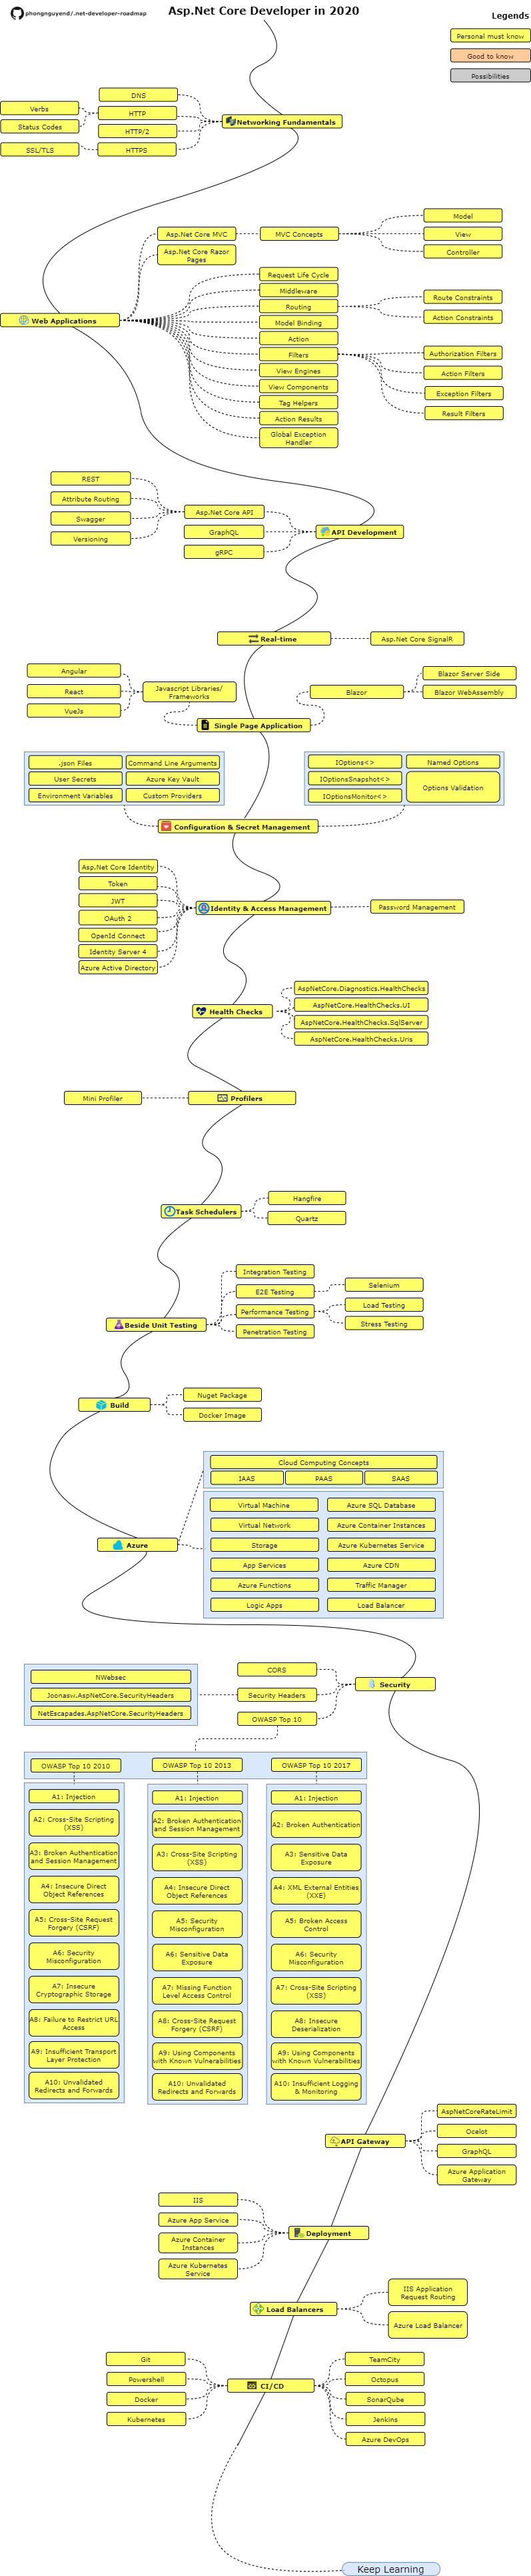 phongnguyend/.net-developer-roadmap
Asp.Net Core Developer in 2020
Legends
Personal must know
Good to know
Possibilities
DNS
Verbs
HTTP
Networking Fundamentals
Status Codes
HTTP/2
SSL/TLS
HTTPS
Model
Asp.Net Core MVC
MVC Concepts
View
Asp.Net Core Razor
Pages
Controller
Request Life Cycle
Middleware
Route Constraints
Routing
Action Constraints
Web Applications
Model Binding
Action
Filters
Authorization Filters
View Engines
Action Filters
View Components
Exception Filters
Tag Helpers
Result Filters
Action Results
Global Exception
Handler
REST
Attribute Routing
Asp.Net Core API
Swagger
GraphQL
API Development
Versioning
gRPC
Real-time
Asp.Net Core SignalR
Angular
Blazor Server Side
Javascript Libraries/
Frameworks
React
Blazor
Blazor WebAssembly
VueJs
Single Page Application
.json Files
Command Line Arguments
IOptions<>
Named Options
User Secrets
Azure Key Vault
IOptionsSnapshot<>
Options Validation
Environment Variables
Custom Providers
IOptionsMonitor<>
Configuration & Secret Management
Asp.Net Core Identity
Token
JWT
Identity & Access Management
Password Management
OAuth 2
OpenId Connect
Identity Server 4
Azure Active Directory
AspNetCore.Diagnostics.HealthChecks
AspNetCore.HealthChecks.UI
Health Checks
AspNetCore.HealthChecks.SqlServer
AspNetCore.HealthChecks.Uris
Mini Profiler
Profilers
Hangfire
Task Schedulers
Quartz
Integration Testing
E2E Testing
Selenium
Performance Testing
Load Testing
Beside Unit Testing
Penetration Testing
Stress Testing
Nuget Package
Build
Docker Image
Cloud Computing Concepts
IAAS
PAAS
SAAS
Virtual Machine
Azure SQL Database
Virtual Network
Azure Container Instances
Azure
Storage
Azure Kubernetes Service
App Services
Azure CDN
Azure Functions
Traffic Manager
Logic Apps
Load Balancer
CORS
NWebsec
Security
Joonasw.AspNetCore.SecurityHeaders
Security Headers
NetEscapades.AspNetCore.SecurityHeaders
OWASP Top 10
OWASP Top 10 2010
OWASP Top 10 2013
OWASP Top 10 2017
A1: Injection
A1: Injection
A1: Injection
A2: Cross-Site Scripting
(XSS)
A2: Broken Authentication
and Session Management
A2: Broken Authentication
A3: Broken Authentication
and Session Management
A3: Cross-Site Scripting
(XSS)
A3: Sensitive Data
Exposure
A4: Insecure Direct
Object References
A4: Insecure Direct
Object References
A4: XML External Entities
(XXE)
A5: Cross-Site Request
Forgery (CSRF)
A5: Security
Misconfiguration
A5: Broken Access
Control
A6: Security
Misconfiguration
A6: Sensitive Data
Exposure
A6: Security
Misconfiguration
A7: Insecure
Cryptographic Storage
A7: Missing Function
Level Access Control
A7: Cross-Site Scripting
(XSS)
A8: Failure to Restrict URL
Access
A8: Cross-Site Request
Forgery (CSRF)
A8: Insecure
Deserialization
A9: Insufficient Transport
Layer Protection
A9: Using Components
with Known Vulnerabilities
A9: Using Components
with Known Vulnerabilities
A10: Unvalidated
Redirects and Forwards
A10: Unvalidated
Redirects and Forwards
A10: Insufficient Logging
& Monitoring
AspNetCoreRateLimit
Ocelot
API Gateway
GraphQL
Azure Application
Gateway
IIS
Azure App Service
Deployment
Azure Container
Instances
Azure Kubernetes
Service
IIS Application
Request Routing
Load Balancers
Azure Load Balancer
Git
TeamCity
Powershell
Octopus
CI/CD
Docker
SonarQube
Kubernetes
Jenkins
Azure DevOps
Keep Learning